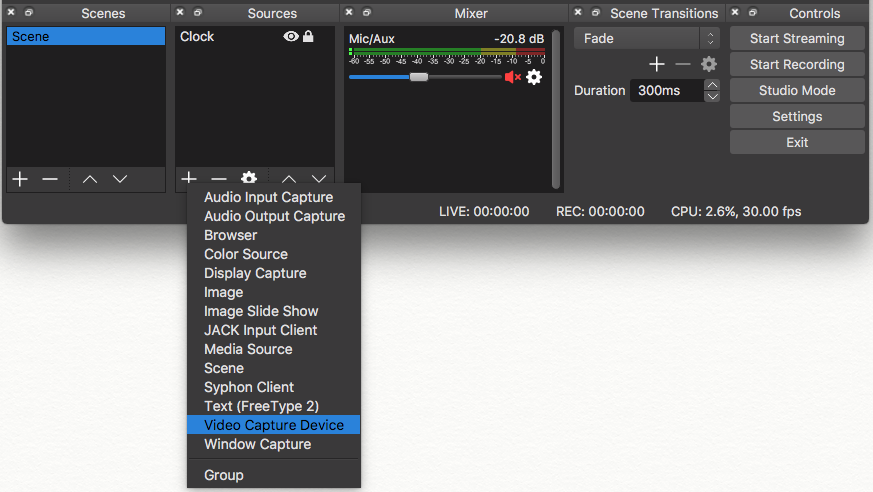 Scenes
Sources
Mixer
Scene Transitions
Controls
Scene
Clock
Mic/Aux
-20.8 dB
-60 -55 -50 -45 -40 -35 -30 -25 -20 -15 -10 -5 0
Fade
Duration
300ms
Start Streaming
Start Recording
Studio Mode
Settings
Exit
LIVE: 00:00:00
REC: 00:00:00
CPU: 2.6%, 30.00 fps
Audio Input Capture
Audio Output Capture
Browser
Color Source
Display Capture
Image
Image Slide Show
JACK Input Client
Media Source
Scene
Syphon Client
Text (FreeType 2)
Video Capture Device
Window Capture
Group